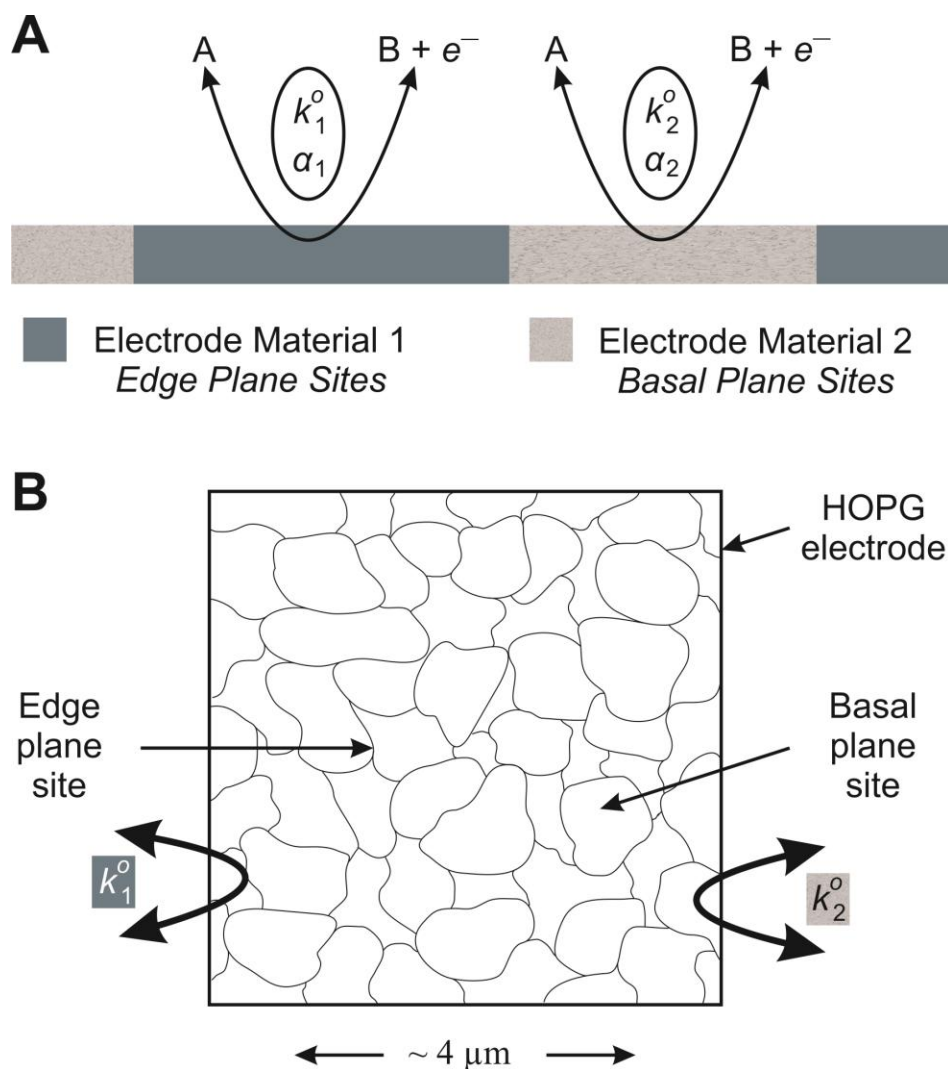 A
A
B + e⁻
A
B + e⁻
k₁ᵒ
α₁
k₂ᵒ
α₂
Electrode Material 1
Edge Plane Sites
Electrode Material 2
Basal Plane Sites
B
HOPG
electrode
Edge
plane
site
Basal
plane
site
k₁ᵒ
k₂ᵒ
~ 4 µm